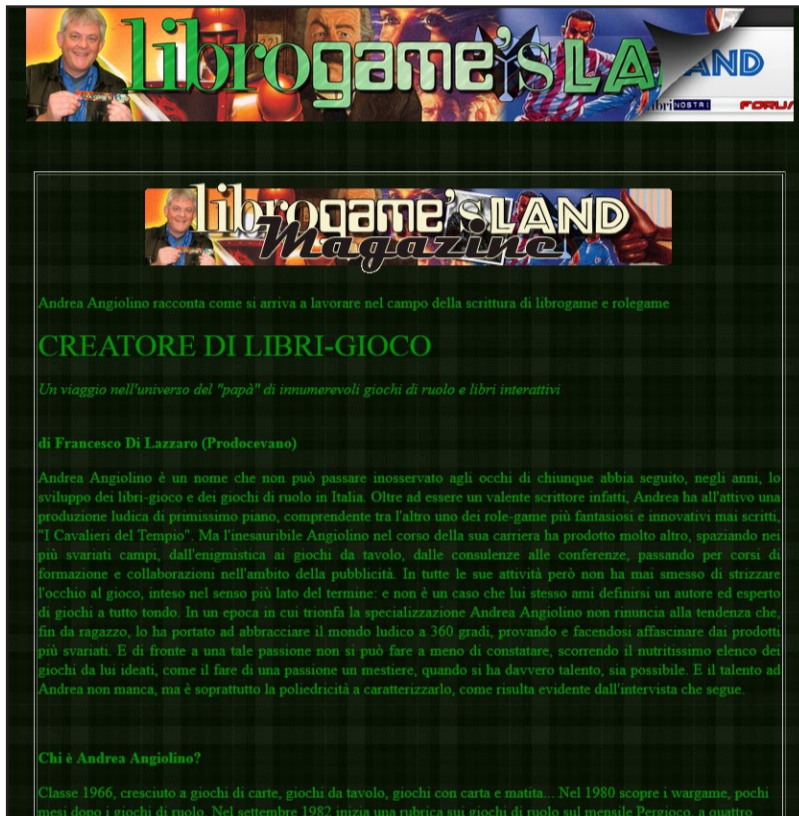 librogame's LAND
libri NOSTRI
librogame's LAND
Magazine
Andrea Angiolino racconta come si arriva a lavorare nel campo della scrittura di librogame e rolegame
CREATORE DI LIBRI-GIOCO
Un viaggio nell'universo del "papà" di innumerevoli giochi di ruolo e libri interattivi
di Francesco Di Lazzaro (Prodocevano)
Andrea Angiolino è un nome che non può passare inosservato agli occhi di chiunque abbia seguito, negli anni, lo
sviluppo dei libri-gioco e dei giochi di ruolo in Italia. Oltre ad essere un valente scrittore infatti, Andrea ha all'attivo una
produzione ludica di primissimo piano, comprendente tra l'altro uno dei role-game più fantasiosi e innovativi mai scritti,
"I Cavalieri del Tempio". Ma l'inesauribile Angiolino nel corso della sua carriera ha prodotto molto altro, spaziando nei
più svariati campi, dall'enigmistica ai giochi da tavolo, dalle consulenze alle conferenze, passando per corsi di
formazione e collaborazioni nell'ambito della pubblicità. In tutte le sue attività però non ha mai smesso di strizzare
l'occhio al gioco, inteso nel senso più lato del termine: e non è un caso che lui stesso ami definirsi un autore ed esperto
di giochi a tutto tondo. In un epoca in cui trionfa la specializzazione Andrea Angiolino non rinuncia alla tendenza che,
fin da ragazzo, lo ha portato ad abbracciare il mondo ludico a 360 gradi, provando e facendosi affascinare dai prodotti
più svariati. E di fronte a una tale passione non si può fare a meno di constatare, scorrendo il nutritissimo elenco dei
giochi da lui ideati, come il fare di una passione un mestiere, quando si ha davvero talento, sia possibile. E il talento ad
Andrea non manca, ma è soprattutto la poliedricità a caratterizzarlo, come risulta evidente dall'intervista che segue.
Chi è Andrea Angiolino?
Classe 1966, cresciuto a giochi di carte, giochi da tavolo, giochi con carta e matita... Nel 1980 scopre i wargame, pochi
mesi dopo i giochi di ruolo. Nel settembre 1982 inizia una rubrica sui giochi di ruolo sul mensile Pergioco, a quattro